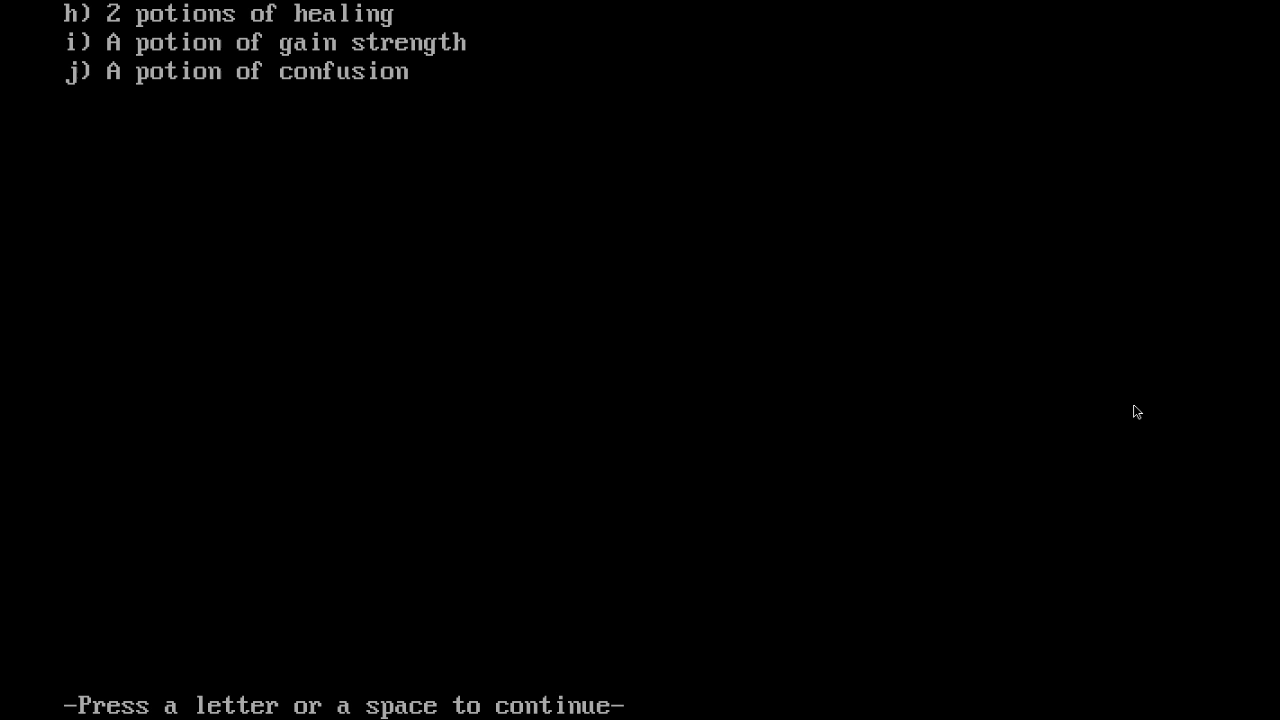 h) 2 potions of healing
i) A potion of gain strength
j) A potion of confusion
-Press a letter or a space to continue-